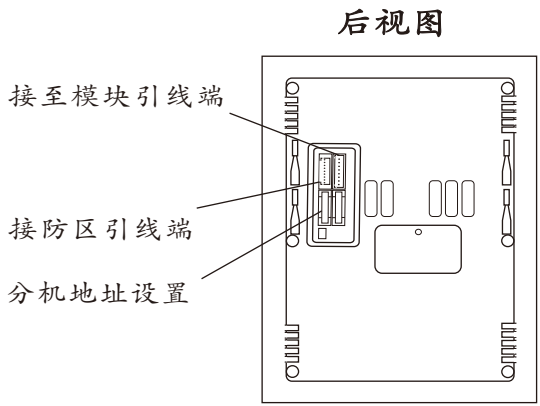 后视图
接至模块引线端
接防区引线端
分机地址设置